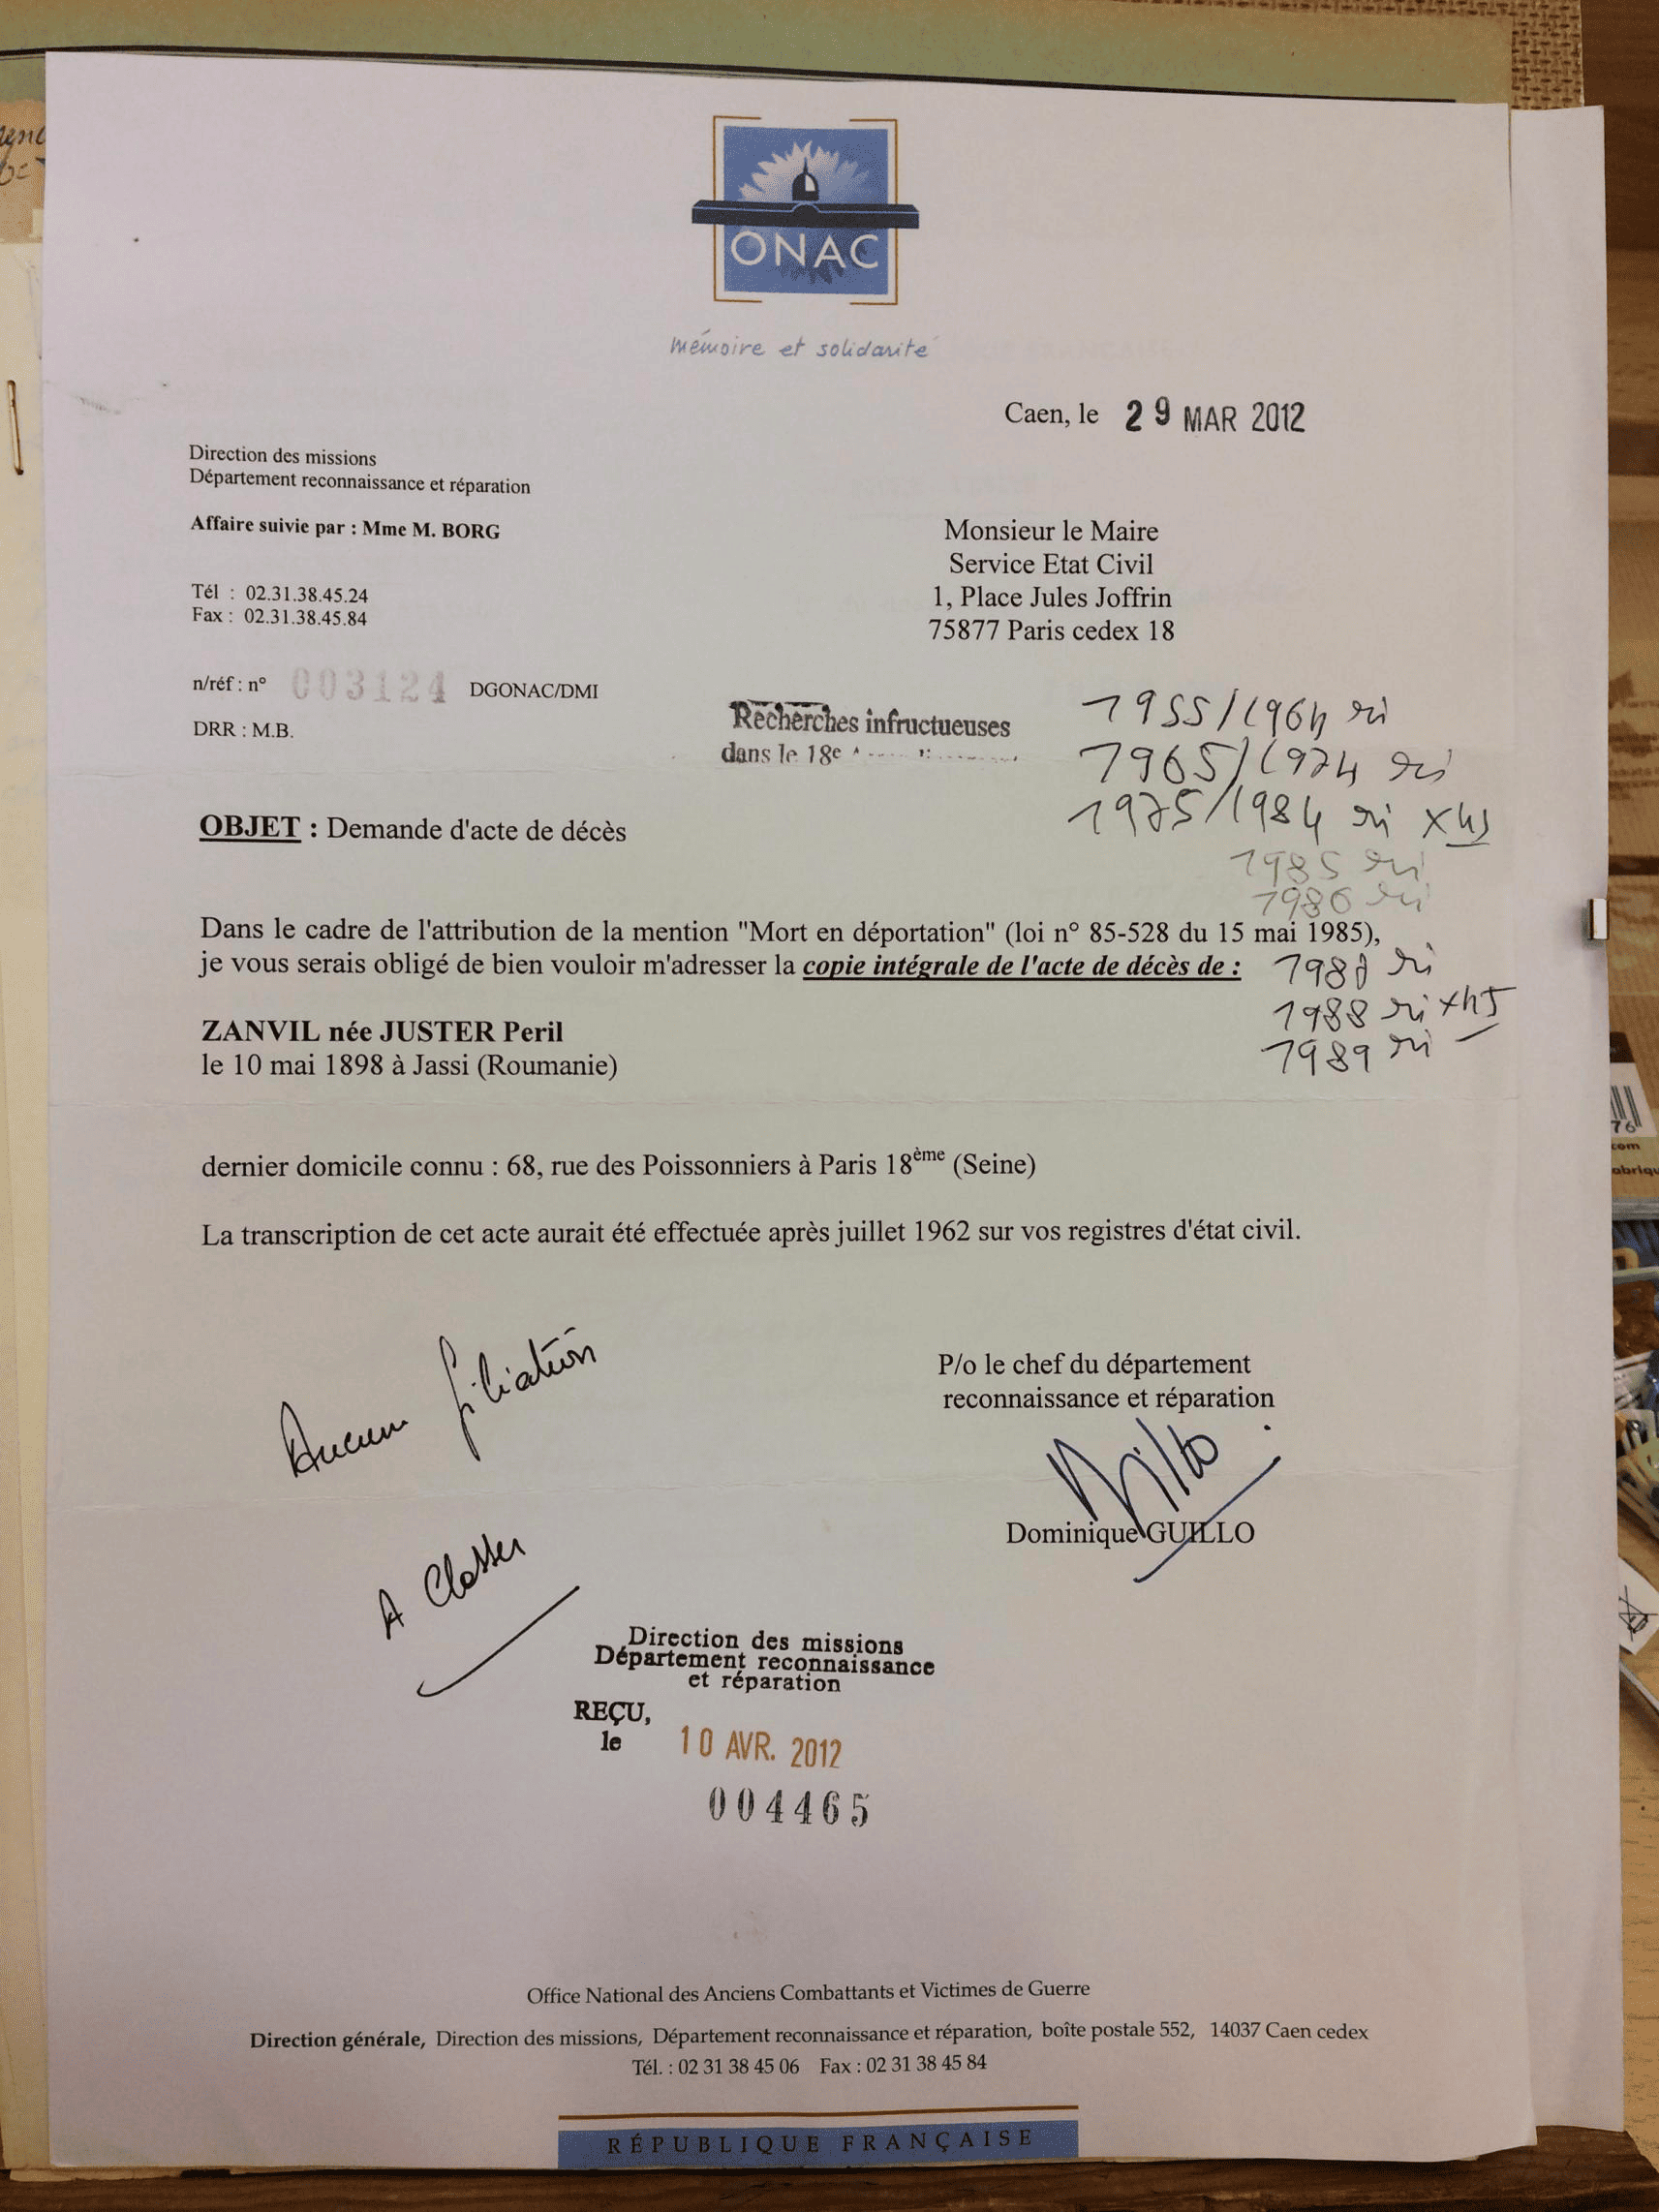 ONAC
mémoire et solidarité
Caen, le 29 MAR 2012
Direction des missions
Département reconnaissance et réparation
Affaire suivie par : Mme M. BORG
Monsieur le Maire
Service Etat Civil
1, Place Jules Joffrin
75877 Paris cedex 18
Tél : 02.31.38.45.24
Fax : 02.31.38.45.84
n/réf : n° 003124 DGONAC/DMI
DRR : M.B.
Recherches infructueuses
dans le 18e
1955/1964 ri
1965/1974 ri
1975/1984 ri
1985 ri
1986 ri
OBJET : Demande d'acte de décès
Dans le cadre de l'attribution de la mention "Mort en déportation" (loi n° 85-528 du 15 mai 1985),
je vous serais obligé de bien vouloir m'adresser la copie intégrale de l'acte de décès de :
1987 ri
1988 ri
1989 ri
ZANVIL née JUSTER Peril
le 10 mai 1898 à Jassi (Roumanie)
dernier domicile connu : 68, rue des Poissonniers à Paris 18ème (Seine)
La transcription de cet acte aurait été effectuée après juillet 1962 sur vos registres d'état civil.
Aucune filiation
A Classer
P/o le chef du département
reconnaissance et réparation
Dominique GUILLO
Direction des missions
Département reconnaissance
et réparation
REÇU,
le 10 AVR. 2012
004465
Office National des Anciens Combattants et Victimes de Guerre
Direction générale, Direction des missions, Département reconnaissance et réparation, boîte postale 552, 14037 Caen cedex
Tél. : 02 31 38 45 06 Fax : 02 31 38 45 84
RÉPUBLIQUE FRANÇAISE
76
com